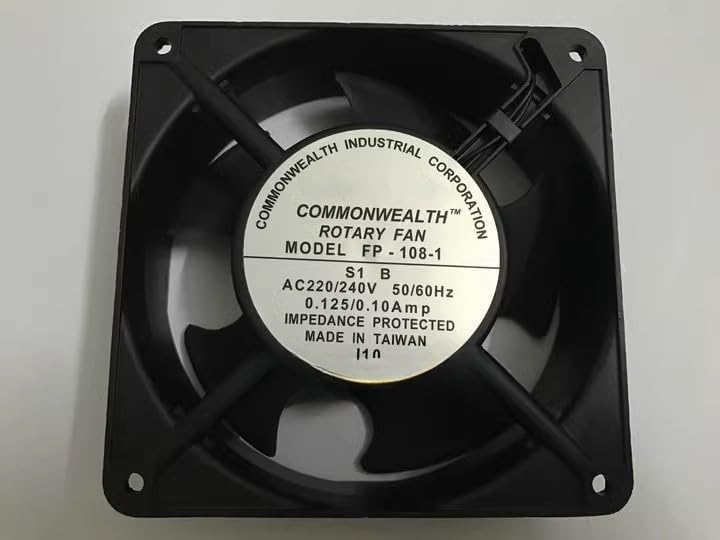 COMMONWEALTH INDUSTRIAL CORPORATION
COMMONWEALTH™
ROTARY FAN
MODEL FP - 108-1
S1 B
AC220/240V 50/60Hz
0.125/0.10Amp
IMPEDANCE PROTECTED
MADE IN TAIWAN